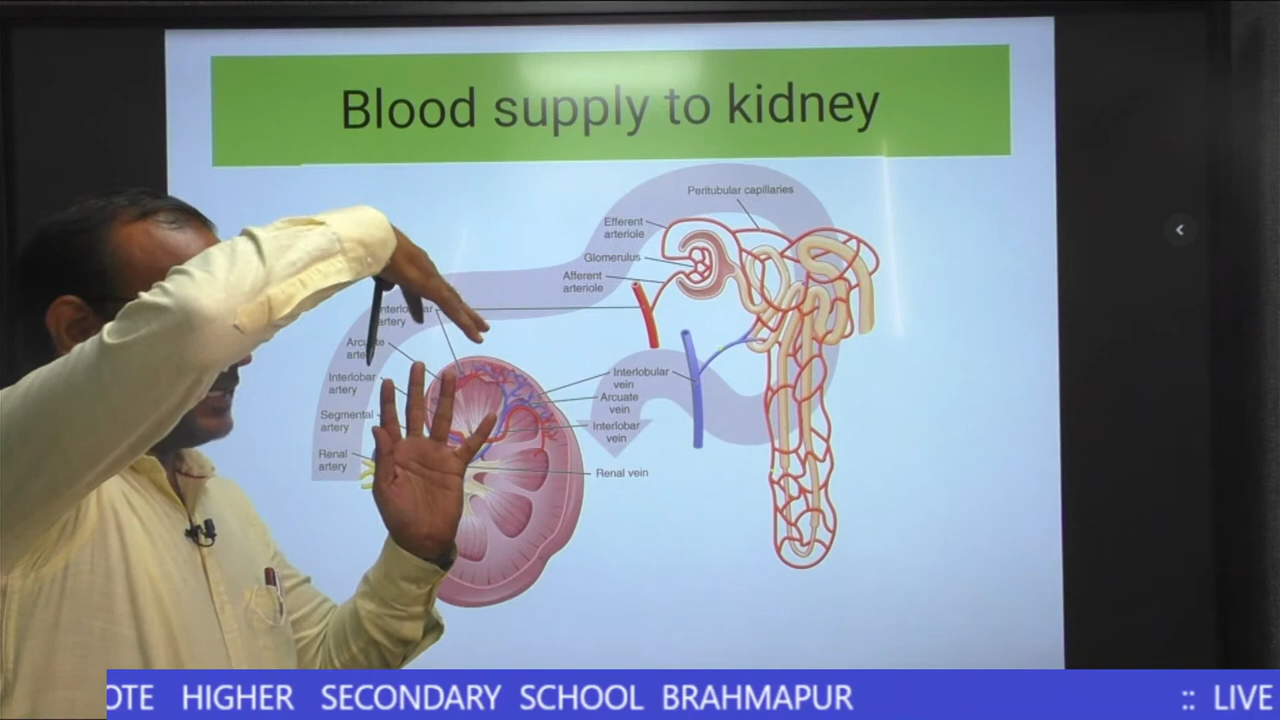 Blood supply to kidney
Peritubular capillaries
Efferent
arteriole
Glomerulus
Afferent
arteriole
artery
Interlobar
artery
Segmental
artery
Renal
artery
Interlobular
vein
Arcuate
vein
Interlobar
vein
Renal vein
HIGHER SECONDARY SCHOOL BRAHMAPUR :: LIVE